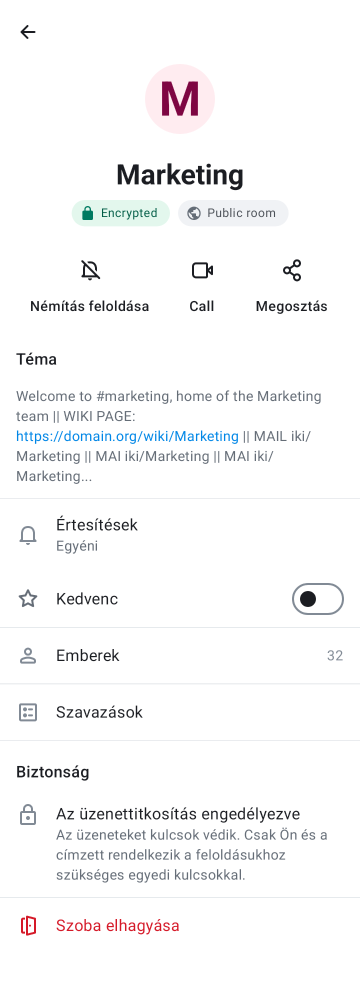 M
Marketing
Encrypted
Public room
Némítás feloldása
Call
Megosztás
Téma
Welcome to #marketing, home of the Marketing
team || WIKI PAGE:
https://domain.org/wiki/Marketing || MAIL iki/
Marketing || MAI iki/Marketing || MAI iki/
Marketing...
Értesítések
Egyéni
Kedvenc
Emberek
32
Szavazások
Biztonság
Az üzenettitkosítás engedélyezve
Az üzeneteket kulcsok védik. Csak Ön és a
címzett rendelkezik a feloldásukhoz
szükséges egyedi kulcsokkal.
Szoba elhagyása